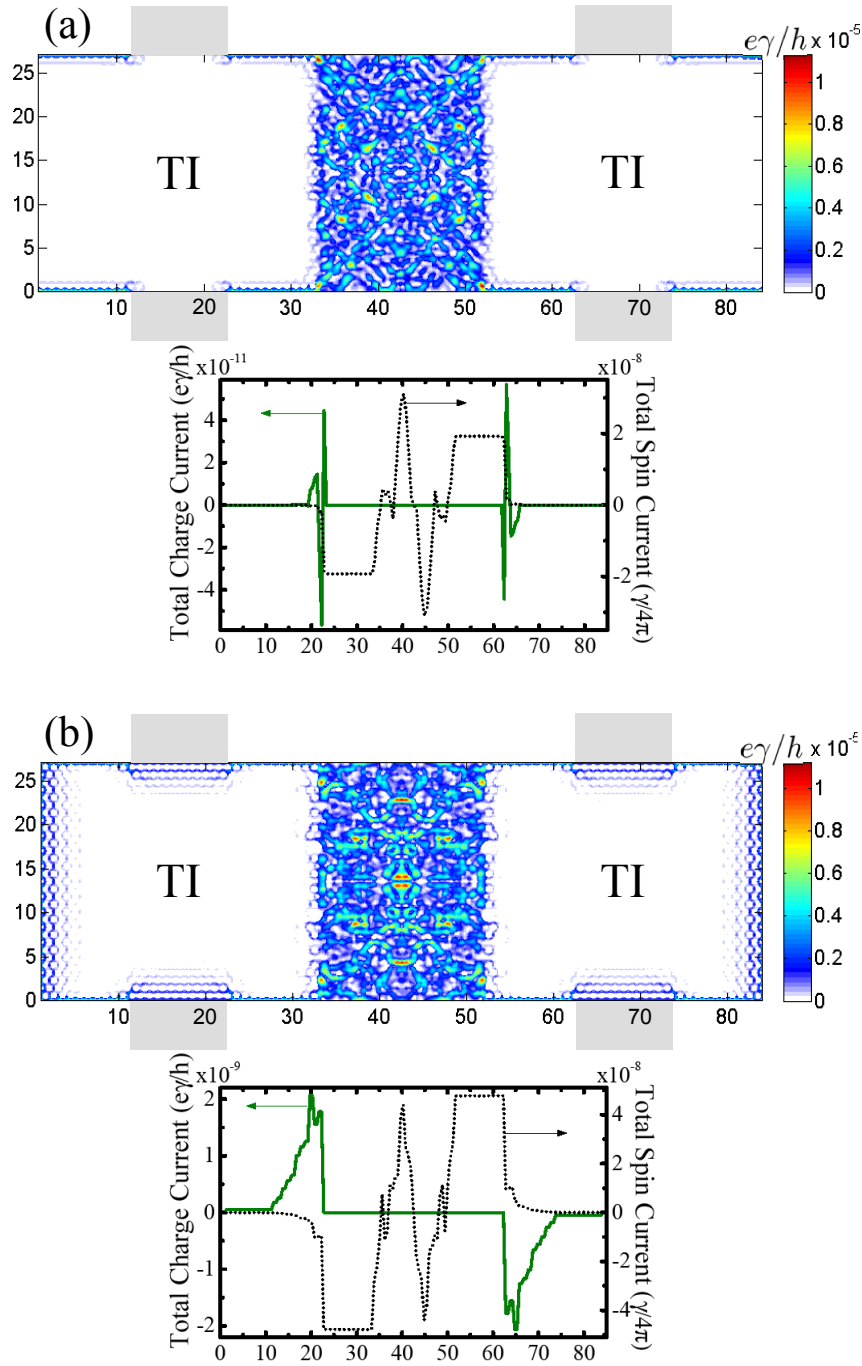 (a)
eγ/h x 10⁻⁵
25
20
15
10
5
0
TI
TI
1
0.8
0.6
0.4
0.2
0
10 20 30 40 50 60 70 80
x10⁻¹¹
x10⁻⁸
Total Charge Current (eγ/h)
4
2
0
-2
-4
2
0
-2
Total Spin Current (γ/4π)
0 10 20 30 40 50 60 70 80
(b)
eγ/h x 10⁻⁵
25
20
15
10
5
0
TI
TI
1
0.8
0.6
0.4
0.2
0
10 20 30 40 50 60 70 80
x10⁻⁹
x10⁻⁸
Total Charge Current (eγ/h)
2
1
0
-1
-2
4
2
0
-2
-4
Total Spin Current (γ/4π)
0 10 20 30 40 50 60 70 80